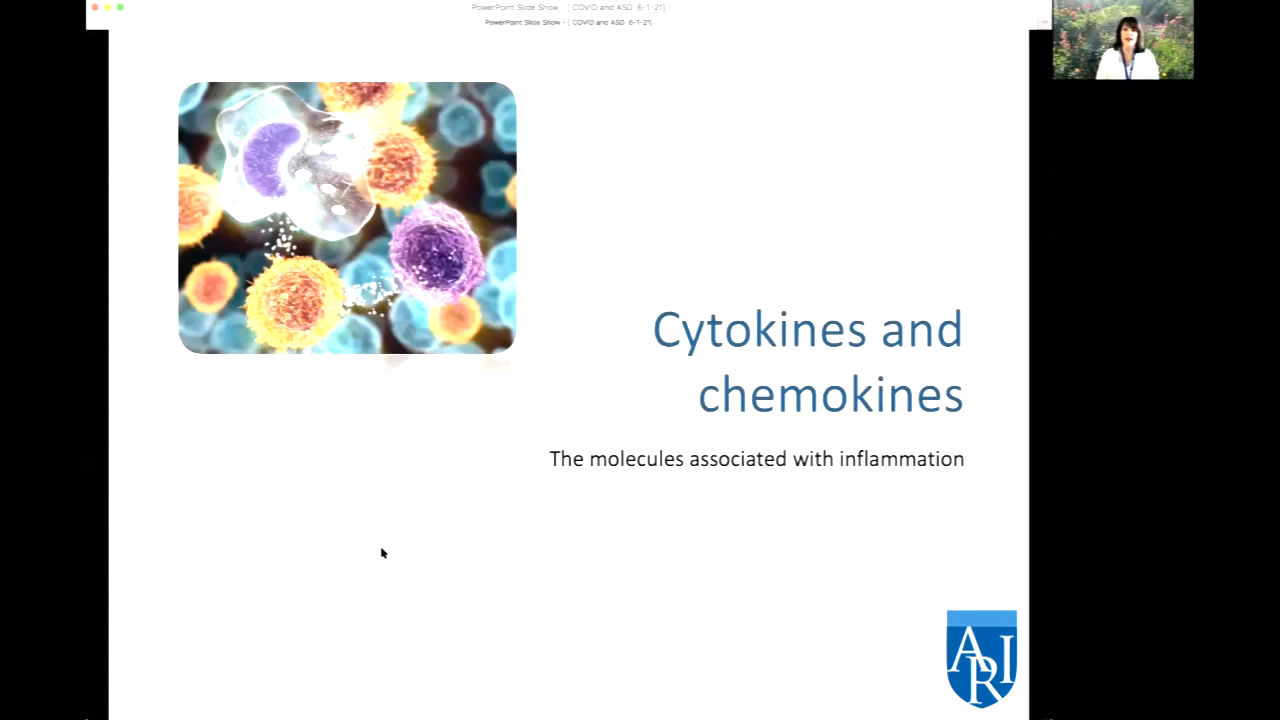 PowerPoint Slide Show - [ COVID and ASD 6-1-21]
PowerPoint Slide Show - [ COVID and ASD 6-1-21]
Cytokines and
chemokines
The molecules associated with inflammation
ARI